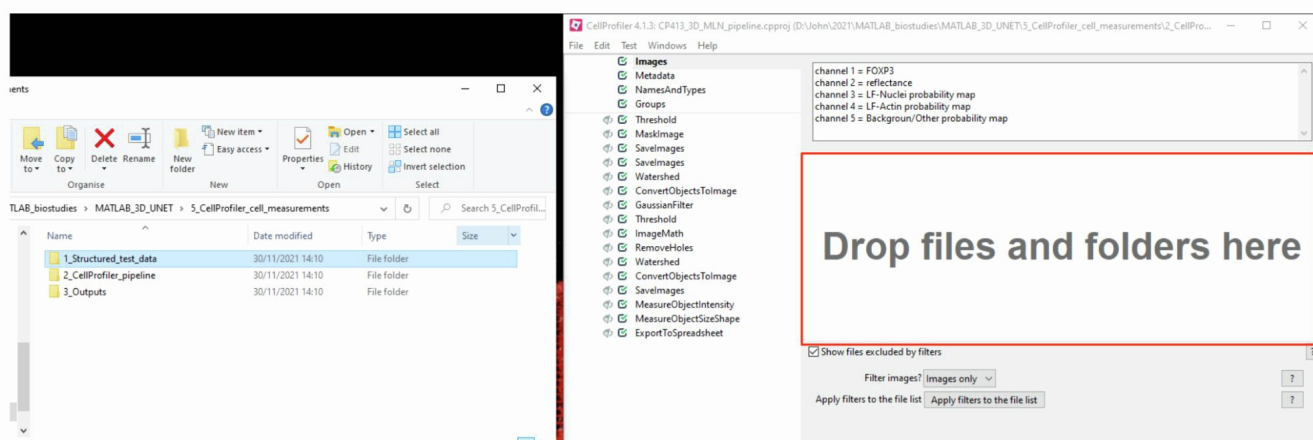 ents
Move to
Copy to
Delete
Rename
New folder
New item
Easy access
Properties
Open
Edit
History
Select all
Select none
Invert selection
Organise
New
Open
Select
TLAB_biostudies > MATLAB_3D_UNET > 5_CellProfiler_cell_measurements
Search 5_CellProfil...
Name Date modified Type Size
1_Structured_test_data 30/11/2021 14:10 File folder
2_CellProfiler_pipeline 30/11/2021 14:10 File folder
3_Outputs 30/11/2021 14:10 File folder
CellProfiler 4.1.3: CP413_3D_MLN_pipeline.cpproj (D:\John\2021\MATLAB_biostudies\MATLAB_3D_UNET\5_CellProfiler_cell_measurements\2_CellPro...
File Edit Test Windows Help
Images
Metadata
NamesAndTypes
Groups
Threshold
MaskImage
SaveImages
SaveImages
Watershed
ConvertObjectsToImage
GaussianFilter
Threshold
ImageMath
RemoveHoles
Watershed
ConvertObjectsToImage
SaveImages
MeasureObjectIntensity
MeasureObjectSizeShape
ExportToSpreadsheet
channel 1 = FOXP3
channel 2 = reflectance
channel 3 = LF-Nuclei probability map
channel 4 = LF-Actin probability map
channel 5 = Backgroun/Other probability map
Drop files and folders here
Show files excluded by filters
?
Filter images? Images only ?
Apply filters to the file list Apply filters to the file list ?